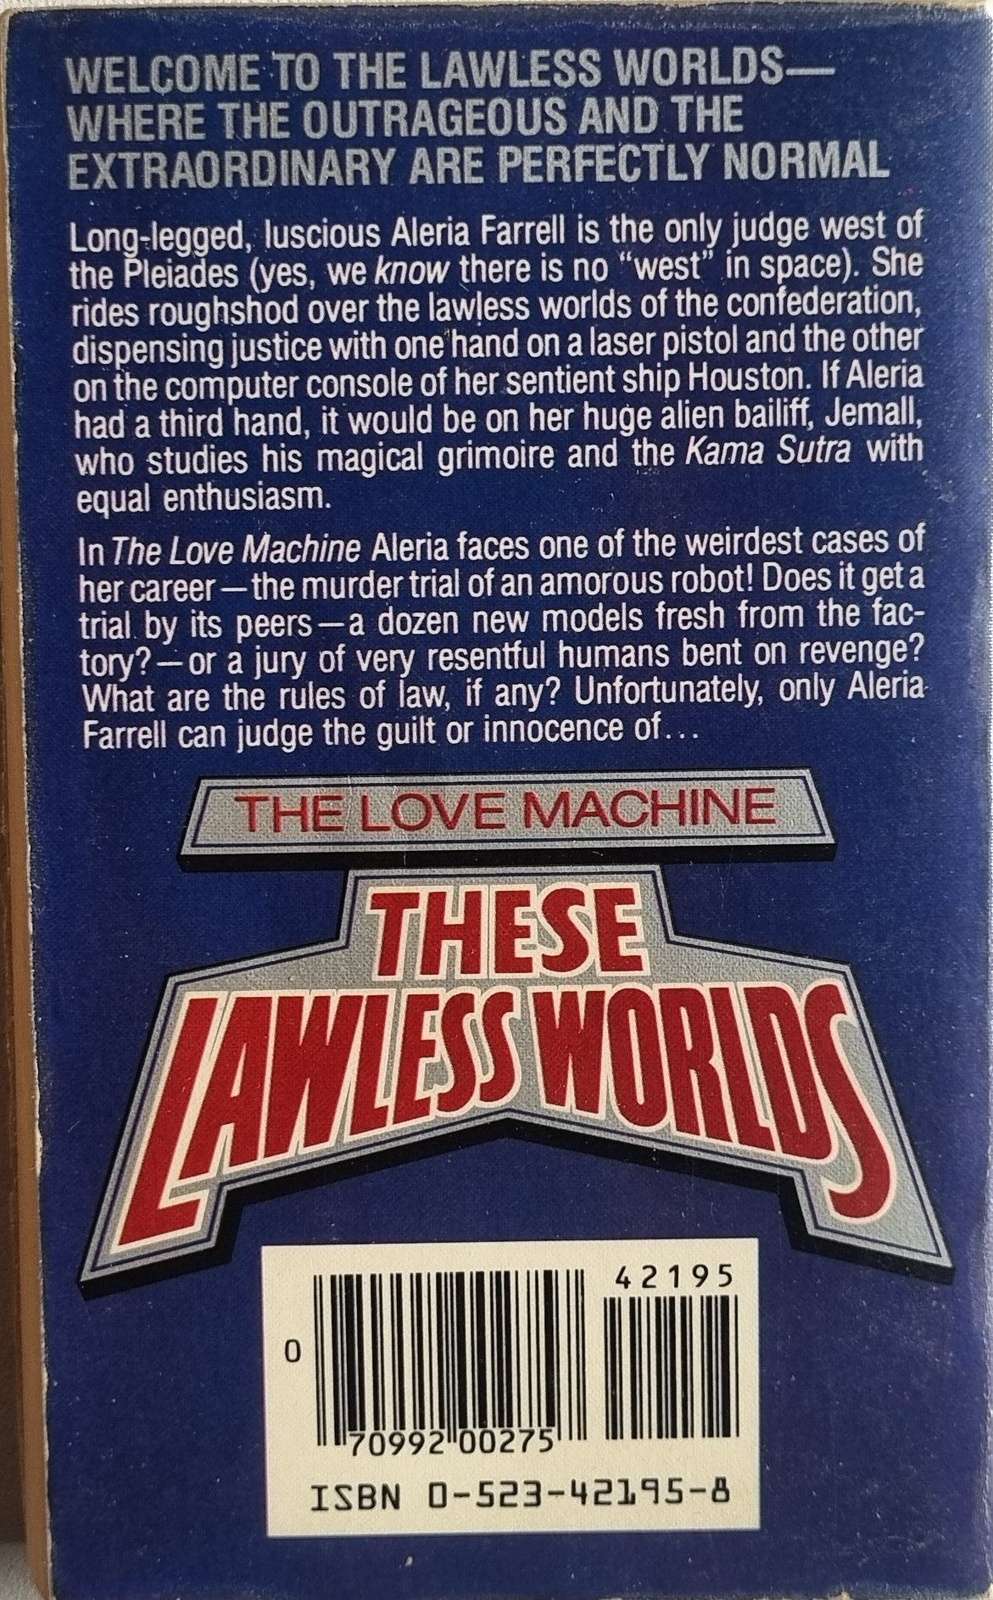 WELCOME TO THE LAWLESS WORLDS—
WHERE THE OUTRAGEOUS AND THE
EXTRAORDINARY ARE PERFECTLY NORMAL
Long-legged, luscious Aleria Farrell is the only judge west of
the Pleiades (yes, we know there is no “west” in space). She
rides roughshod over the lawless worlds of the confederation,
dispensing justice with one hand on a laser pistol and the other
on the computer console of her sentient ship Houston. If Aleria
had a third hand, it would be on her huge alien bailiff, Jemall,
who studies his magical grimoire and the Kama Sutra with
equal enthusiasm.
In The Love Machine Aleria faces one of the weirdest cases of
her career—the murder trial of an amorous robot! Does it get a
trial by its peers—a dozen new models fresh from the fac-
tory?—or a jury of very resentful humans bent on revenge?
What are the rules of law, if any? Unfortunately, only Aleria
Farrell can judge the guilt or innocence of...
THE LOVE MACHINE
THESE
LAWLESS WORLDS
42195
0
70992 00275
ISBN 0-523-42195-8